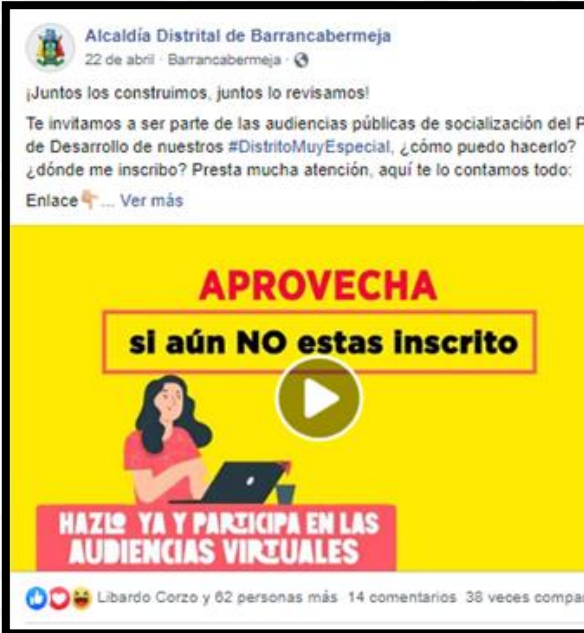 Alcaldía Distrital de Barrancabermeja
22 de abril · Barrancabermeja ·
¡Juntos los construimos, juntos lo revisamos!
Te invitamos a ser parte de las audiencias públicas de socialización del P
de Desarrollo de nuestros #DistritoMuyEspecial, ¿cómo puedo hacerlo?
¿dónde me inscribo? Presta mucha atención, aquí te lo contamos todo:
Enlace👇🏼... Ver más
APROVECHA
si aún NO estas inscrito
HAZLO YA Y PARTICIPA EN LAS
AUDIENCIAS VIRTUALES
Libardo Corzo y 62 personas más 14 comentarios 38 veces compar